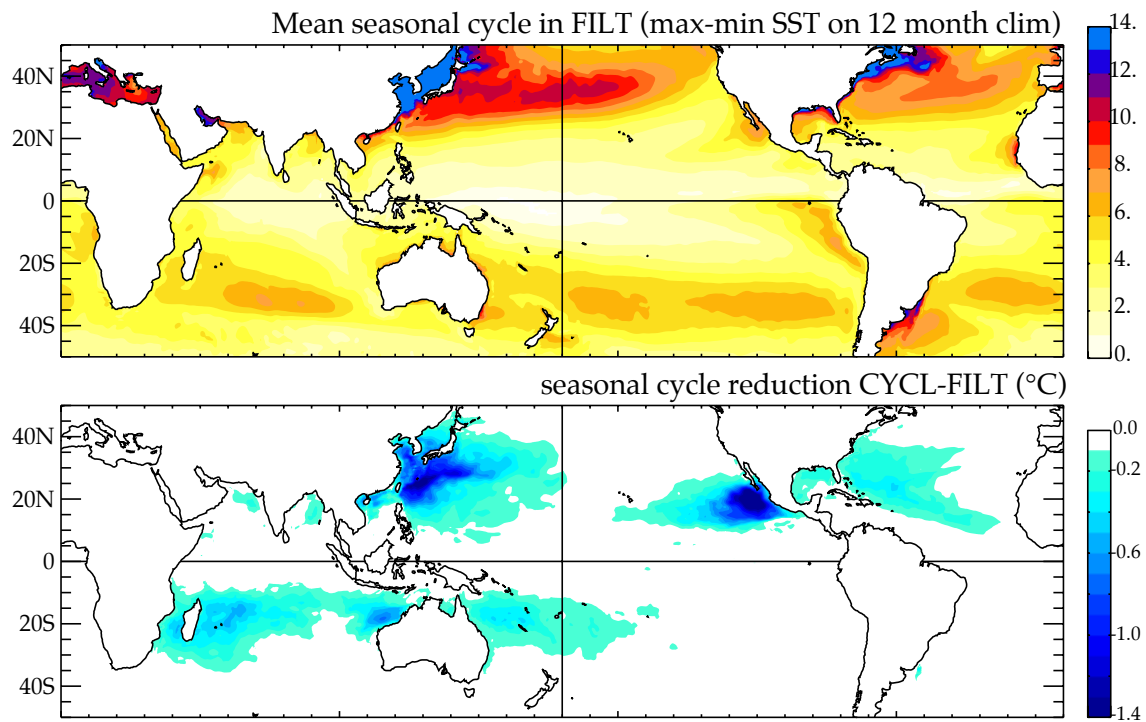 Mean seasonal cycle in FILT (max-min SST on 12 month clim)
40N
20N
0
20S
40S
14.
12.
10.
8.
6.
4.
2.
0.
seasonal cycle reduction CYCL-FILT (°C)
40N
20N
0
20S
40S
0.0
-0.2
-0.6
-1.0
-1.4